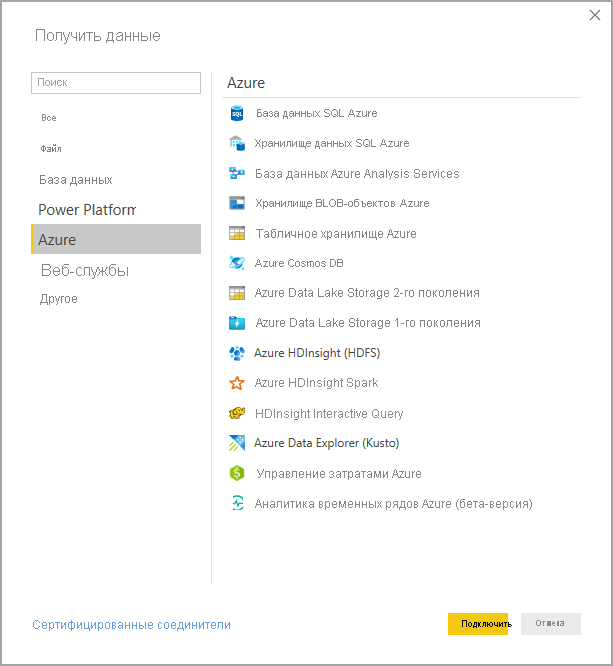 Получить данные
Поиск
Все
Файл
База данных
Power Platform
Azure
Веб-службы
Другое
Azure
База данных SQL Azure
Хранилище данных SQL Azure
База данных Azure Analysis Services
Хранилище BLOB-объектов Azure
Табличное хранилище Azure
Azure Cosmos DB
Azure Data Lake Storage 2-го поколения
Azure Data Lake Storage 1-го поколения
Azure HDInsight (HDFS)
Azure HDInsight Spark
HDInsight Interactive Query
Azure Data Explorer (Kusto)
Управление затратами Azure
Аналитика временных рядов Azure (бета-версия)
Сертифицированные соединители
Подключить
Отмена